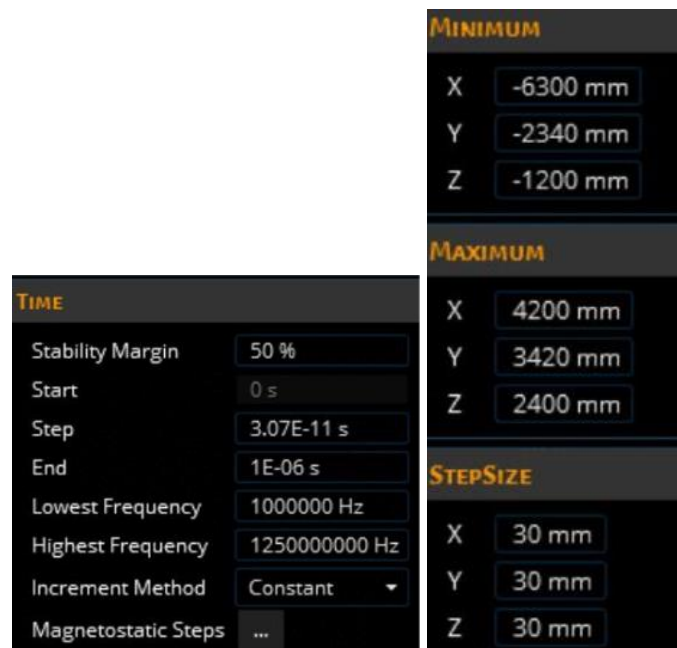 TIME
Stability Margin 50 %
Start 0 s
Step 3.07E-11 s
End 1E-06 s
Lowest Frequency 1000000 Hz
Highest Frequency 1250000000 Hz
Increment Method Constant
Magnetostatic Steps ...
MINIMUM
X -6300 mm
Y -2340 mm
Z -1200 mm
MAXIMUM
X 4200 mm
Y 3420 mm
Z 2400 mm
STEPSIZE
X 30 mm
Y 30 mm
Z 30 mm